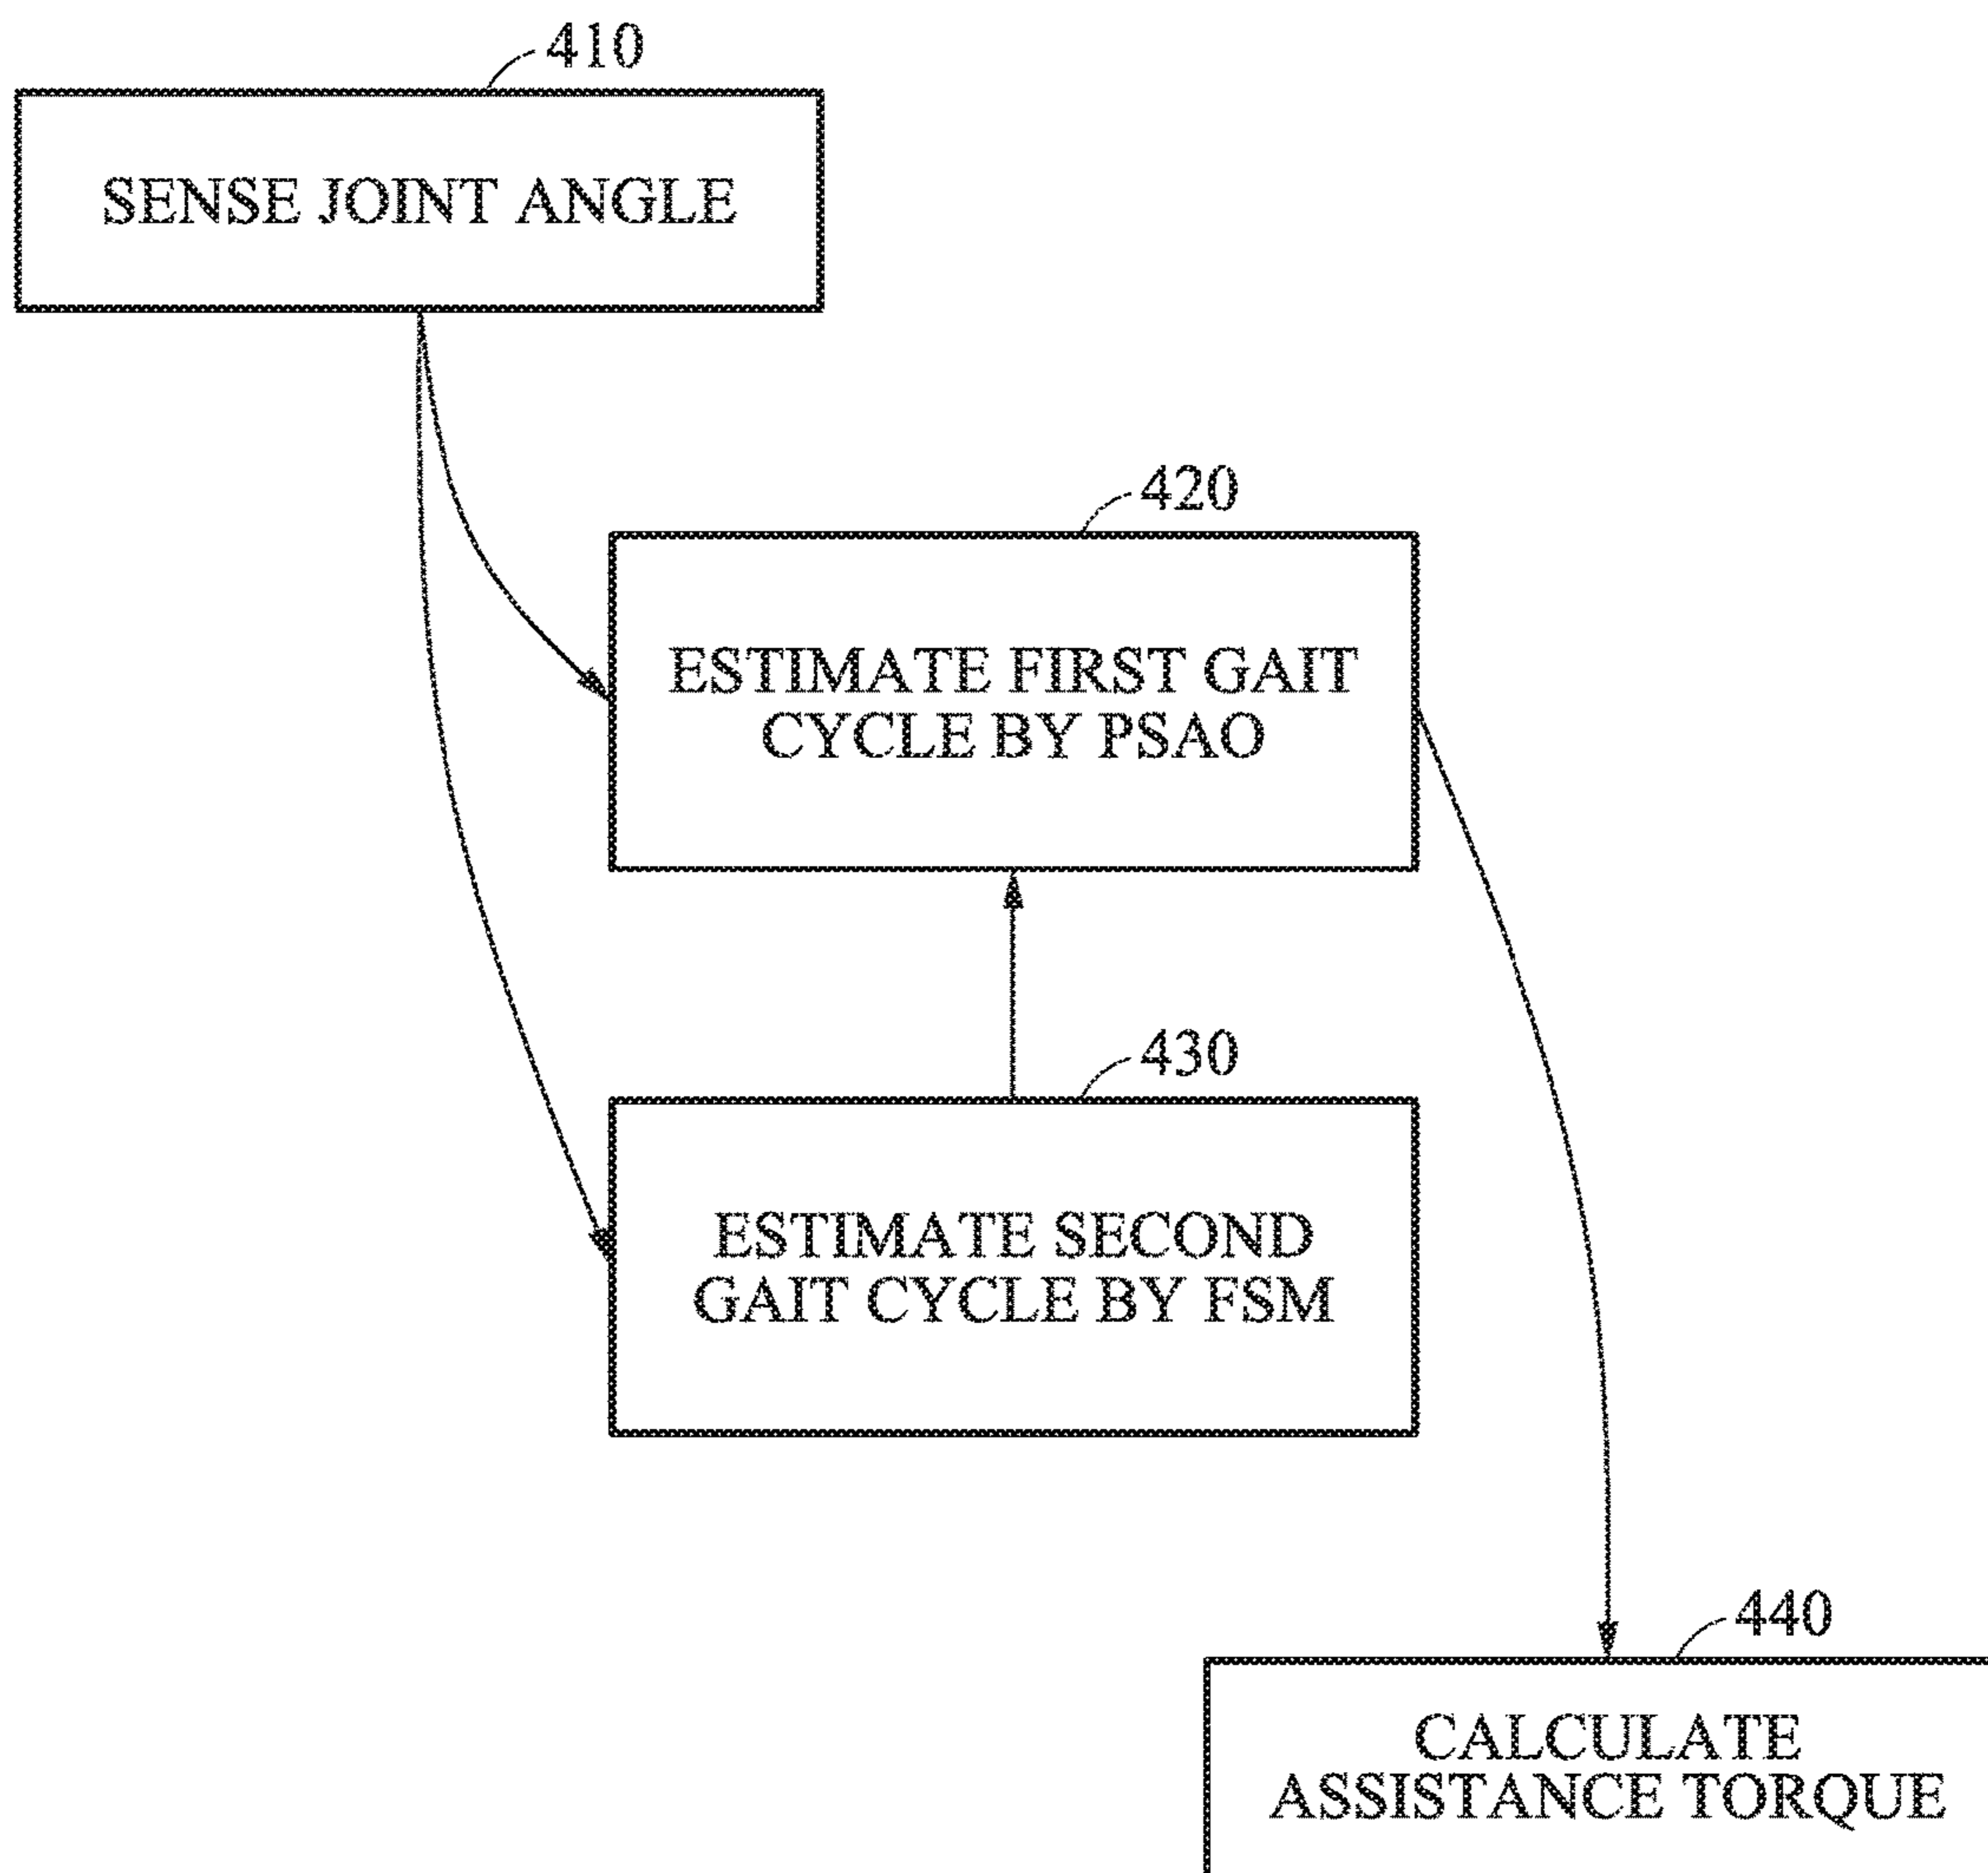 410
SENSE JOINT ANGLE
420
ESTIMATE FIRST GAIT
CYCLE BY PSAO
430
ESTIMATE SECOND
GAIT CYCLE BY FSM
440
CALCULATE
ASSISTANCE TORQUE